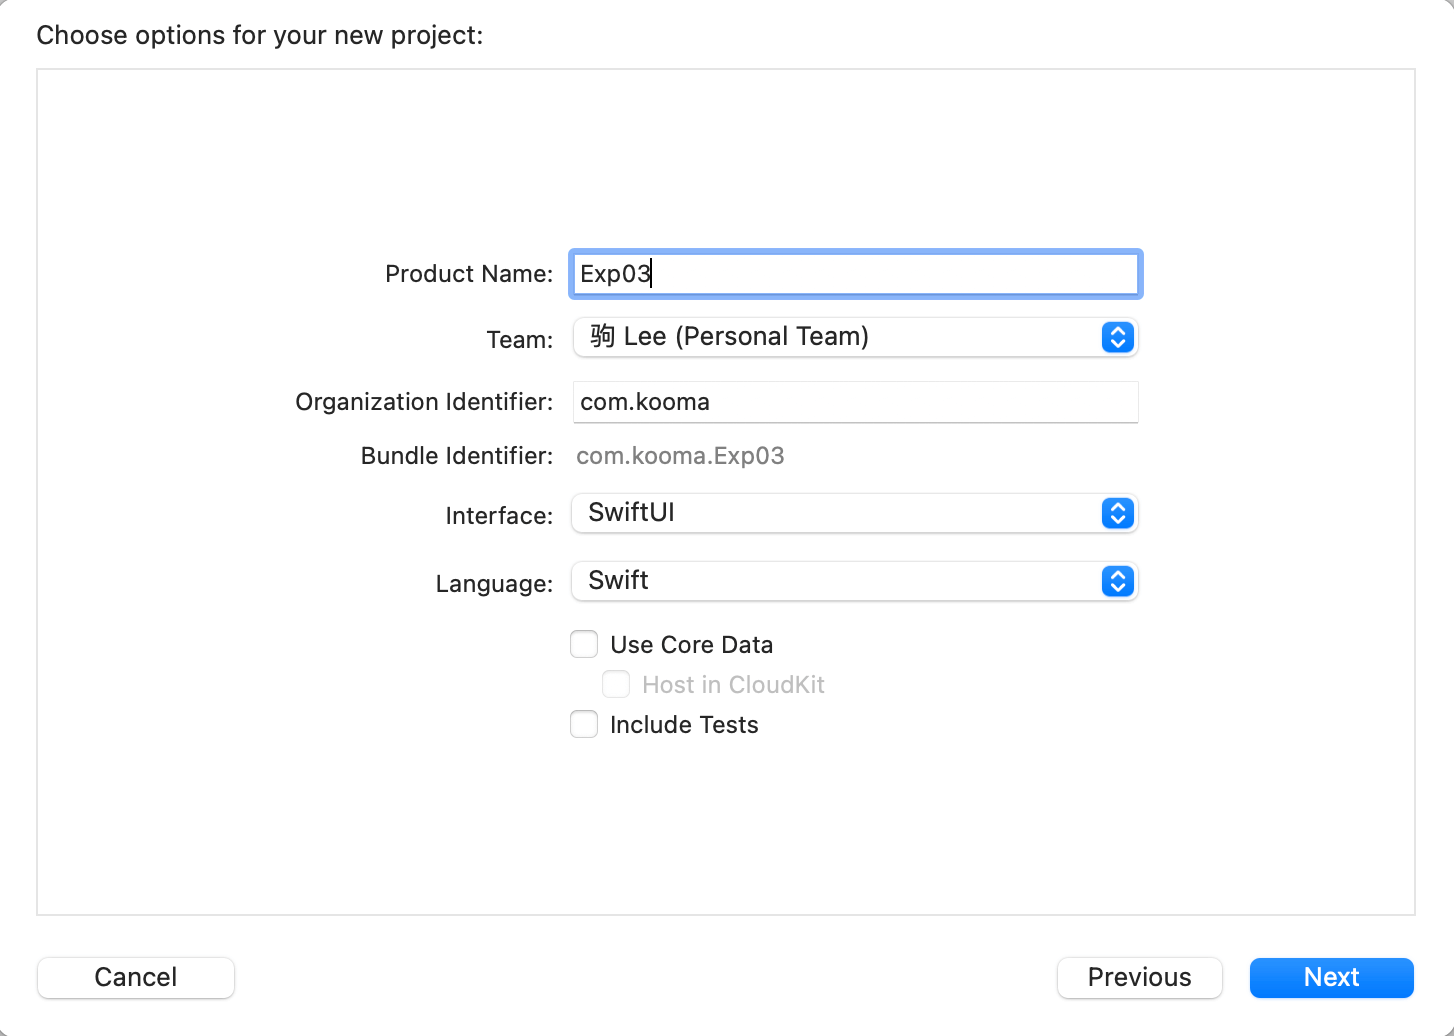 Choose options for your new project:
Product Name: Exp03
Team: 驹 Lee (Personal Team)
Organization Identifier: com.kooma
Bundle Identifier: com.kooma.Exp03
Interface: SwiftUI
Language: Swift
Use Core Data
Host in CloudKit
Include Tests
Cancel Previous Next